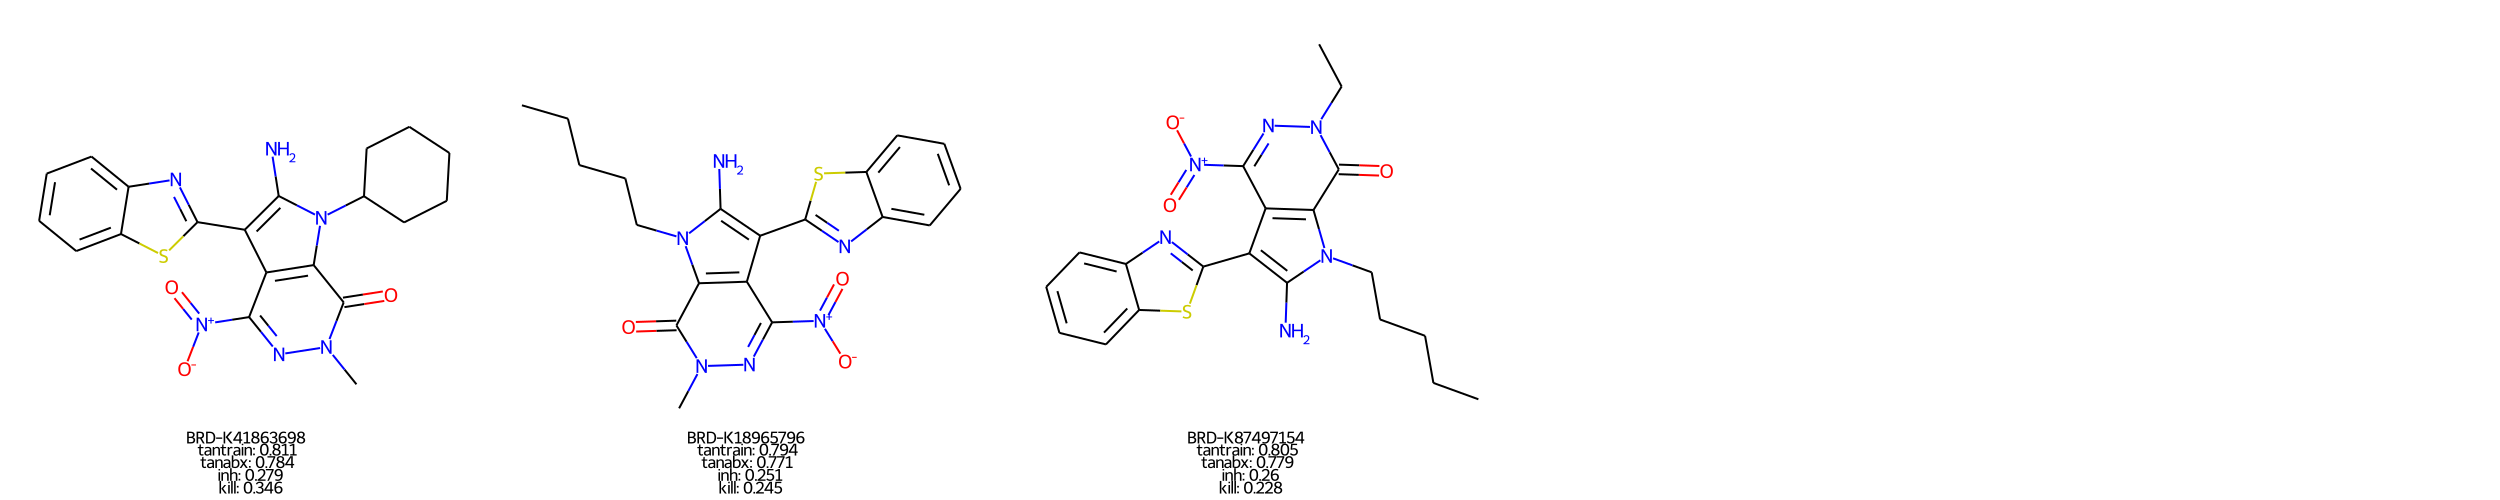 N
NH2
N
S
O
O
N+
O-
N
N
BRD-K41863698
tantrain: 0.811
tanabx: 0.784
inh: 0.279
kill: 0.346
NH2
S
N
N
O
O
N+
O-
N
N
BRD-K18965796
tantrain: 0.794
tanabx: 0.771
inh: 0.251
kill: 0.245
O-
N
N
N+
O
O
N
N
S
NH2
BRD-K87497154
tantrain: 0.805
tanabx: 0.779
inh: 0.26
kill: 0.228